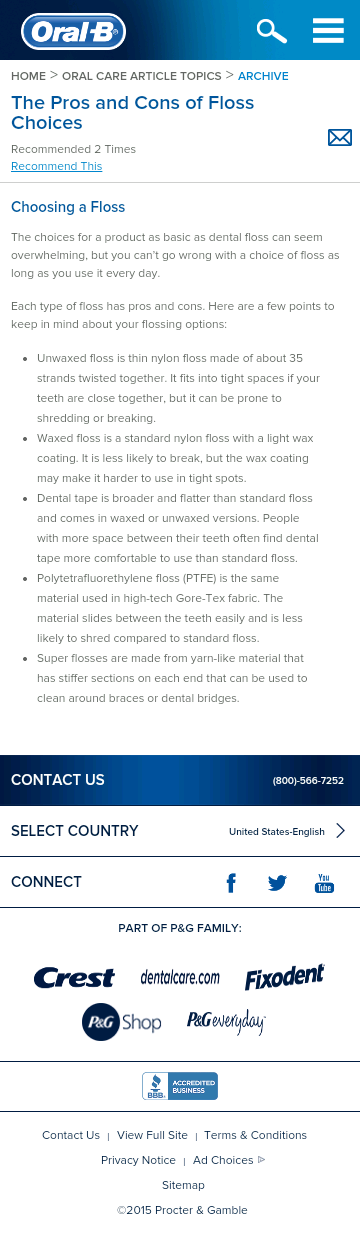 Oral-B
HOME > ORAL CARE ARTICLE TOPICS > ARCHIVE
The Pros and Cons of Floss
Choices
Recommended 2 Times
Recommend This
Choosing a Floss
The choices for a product as basic as dental floss can seem
overwhelming, but you can’t go wrong with a choice of floss as
long as you use it every day.
Each type of floss has pros and cons. Here are a few points to
keep in mind about your flossing options:
• Unwaxed floss is thin nylon floss made of about 35
strands twisted together. It fits into tight spaces if your
teeth are close together, but it can be prone to
shredding or breaking.
• Waxed floss is a standard nylon floss with a light wax
coating. It is less likely to break, but the wax coating
may make it harder to use in tight spots.
• Dental tape is broader and flatter than standard floss
and comes in waxed or unwaxed versions. People
with more space between their teeth often find dental
tape more comfortable to use than standard floss.
• Polytetrafluoroethylene floss (PTFE) is the same
material used in high-tech Gore-Tex fabric. The
material slides between the teeth easily and is less
likely to shred compared to standard floss.
• Super flosses are made from yarn-like material that
has stiffer sections on each end that can be used to
clean around braces or dental bridges.
CONTACT US (800)-566-7252
SELECT COUNTRY United States-English
CONNECT You Tube
PART OF P&G FAMILY:
Crest dentalcare.com Fixodent
P&G Shop P&G everyday
BBB ACCREDITED BUSINESS
Contact Us | View Full Site | Terms & Conditions
Privacy Notice | Ad Choices
Sitemap
©2015 Procter & Gamble